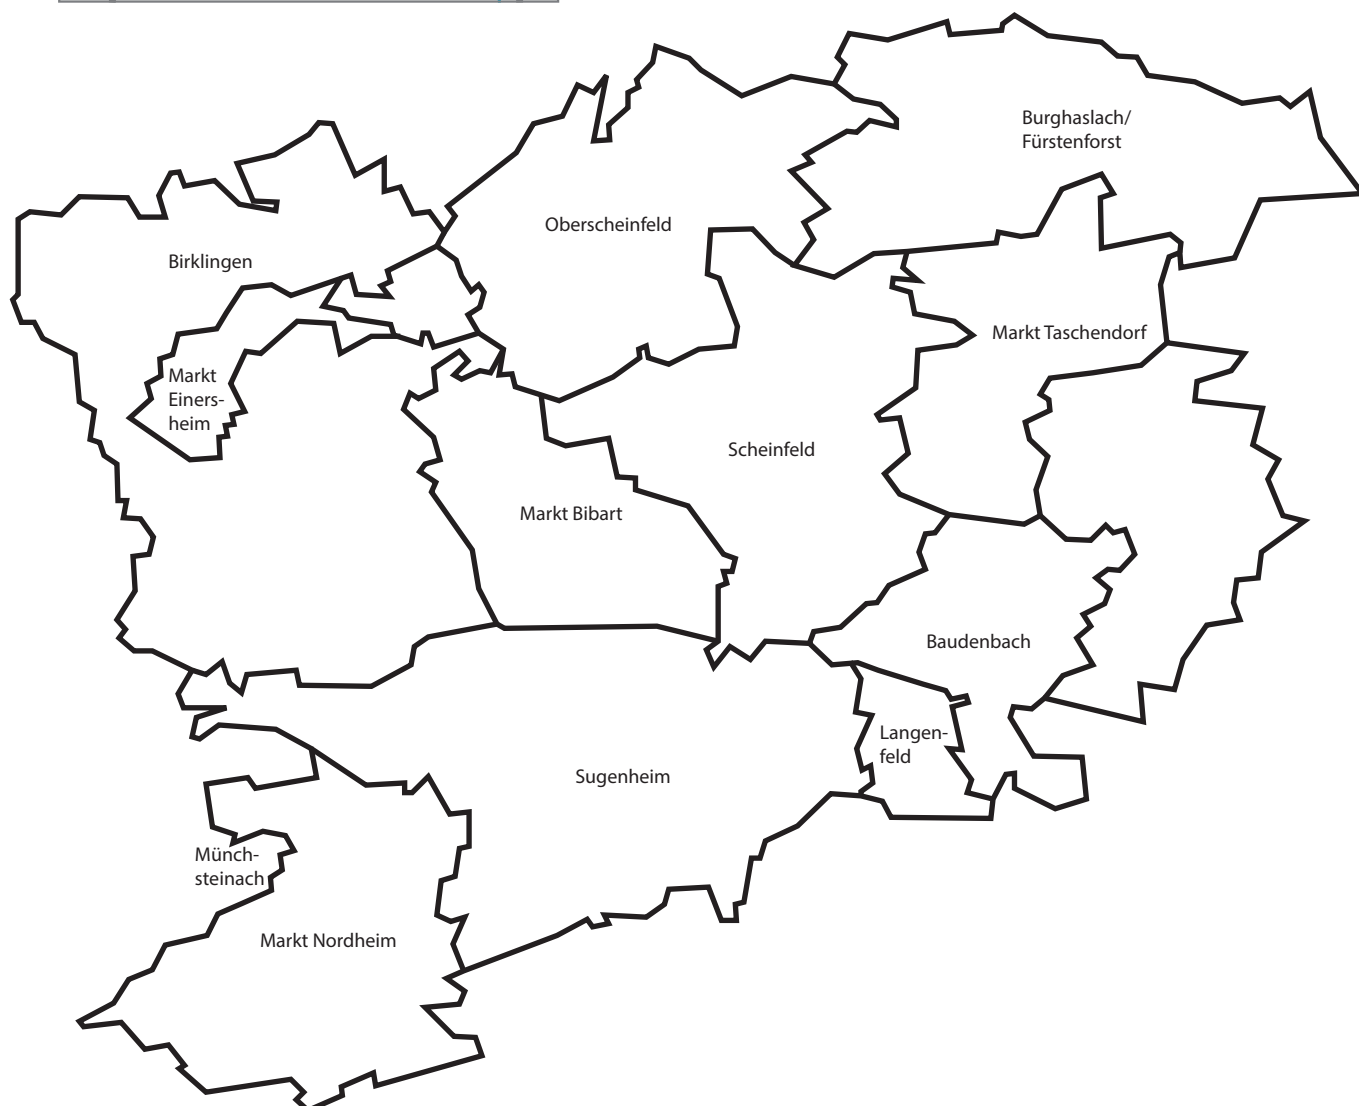 Burghaslach/
Fürstenforst
Oberscheinfeld
Birklingen
Markt Taschendorf
Markt
Einers-
heim
Scheinfeld
Markt Bibart
Baudenbach
Langen-
feld
Sugenheim
Münch-
steinach
Markt Nordheim